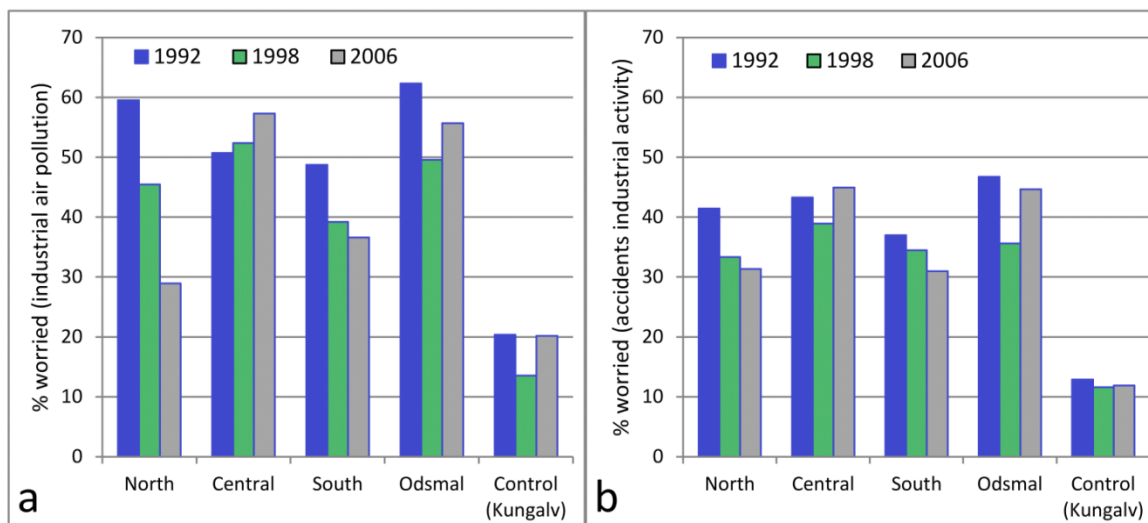 % worried (industrial air pollution)
70
60
50
40
30
20
10
0
1992 1998 2006
North Central South Odsmal Control
(Kungalv)
a
% worried (accidents industrial activity)
70
60
50
40
30
20
10
0
1992 1998 2006
North Central South Odsmal Control
(Kungalv)
b